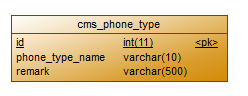 cms_phone_type
id int(11) <pk>
phone_type_name varchar(10)
remark varchar(500)